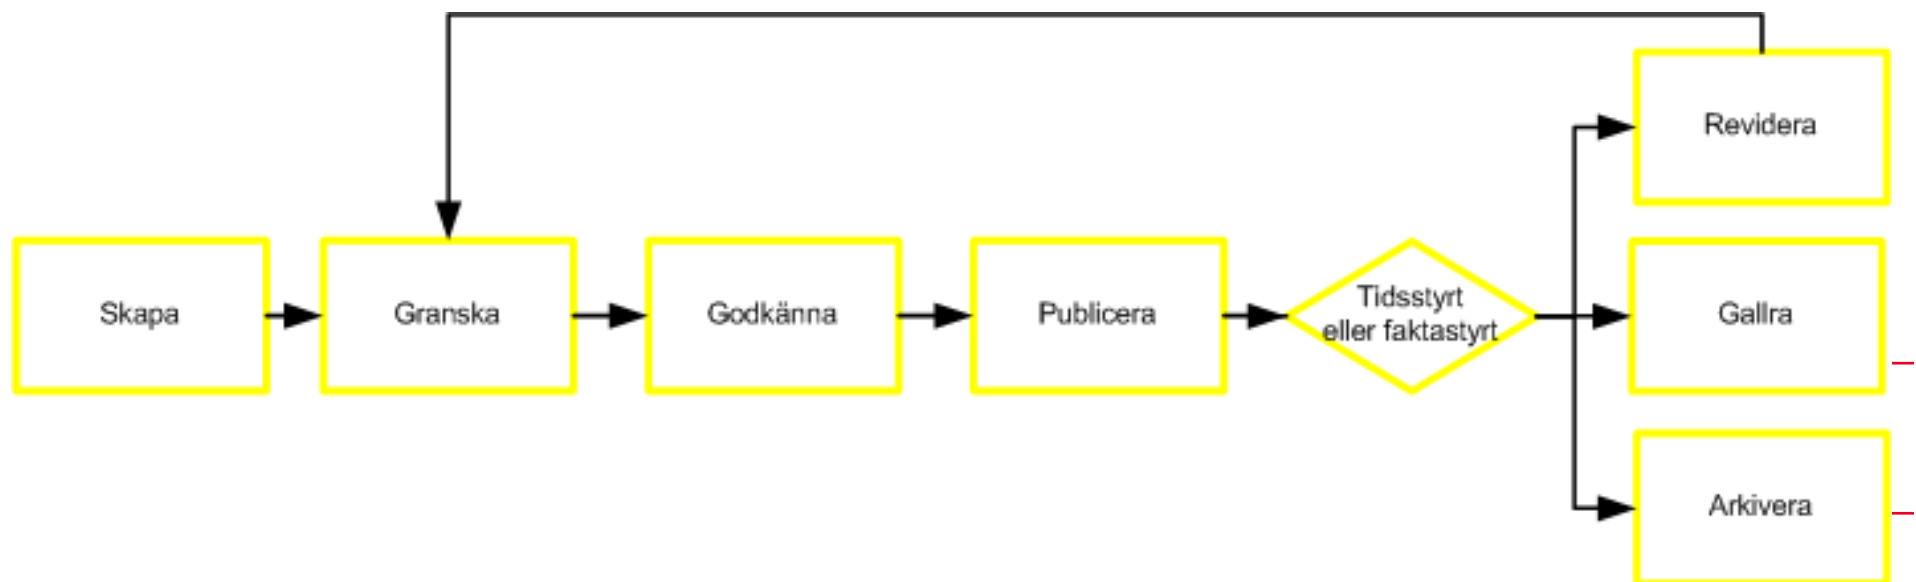 Revidera
Skapa
Granska
Godkänna
Publicera
Tidsstyrt
eller faktastyrt
Gallra
Arkivera